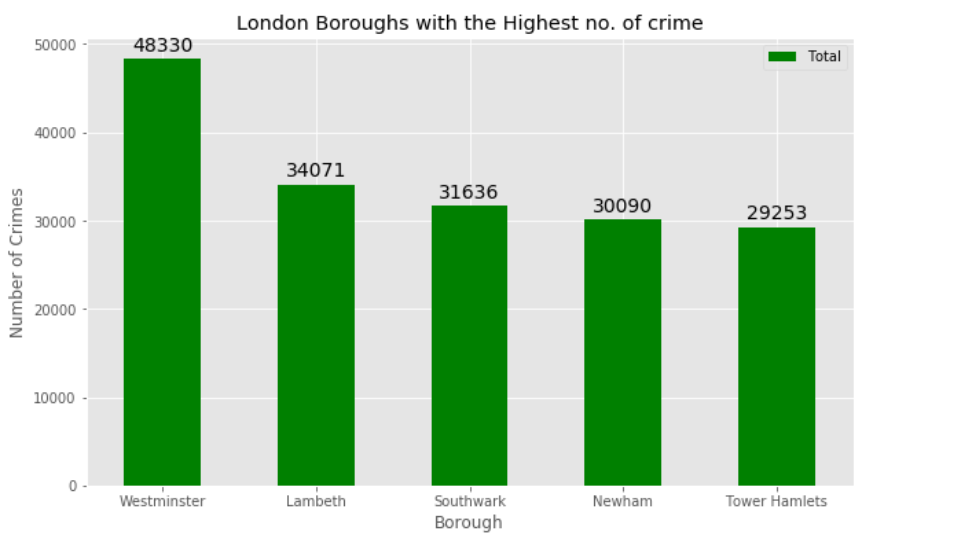 London Boroughs with the Highest no. of crime
Total
Number of Crimes
50000
40000
30000
20000
10000
0
48330
34071
31636
30090
29253
Westminster
Lambeth
Southwark
Newham
Tower Hamlets
Borough